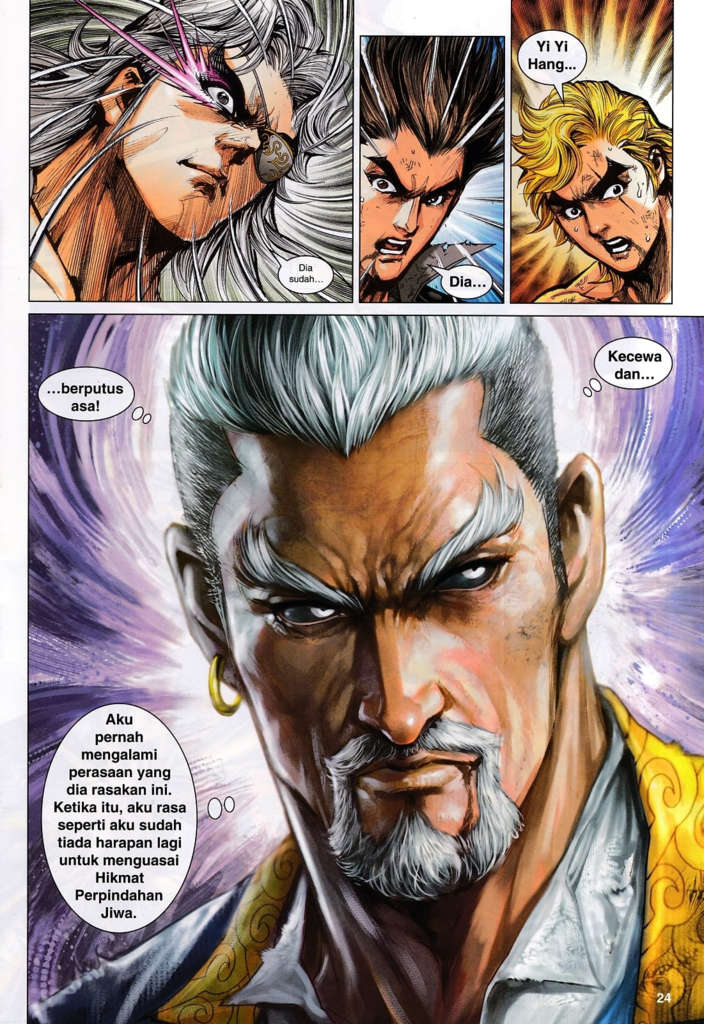 Dia
sudah...
Dia...
Yi Yi
Hang...
Kecewa
dan...
...berputus
asa!
Aku
pernah
mengalami
perasaan yang
dia rasakan ini.
Ketika itu, aku rasa
seperti aku sudah
tiada harapan lagi
untuk menguasai
Hikmat
Perpindahan
Jiwa.
24